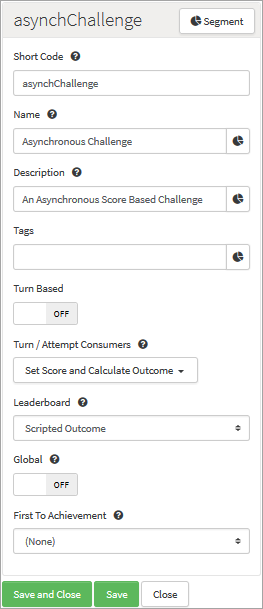 asynchChallenge
Segment
Short Code
asynchChallenge
Name
Asynchronous Challenge
Description
An Asynchronous Score Based Challenge
Tags
Turn Based
OFF
Turn / Attempt Consumers
Set Score and Calculate Outcome
Leaderboard
Scripted Outcome
Global
OFF
First To Achievement
(None)
Save and Close Save Close